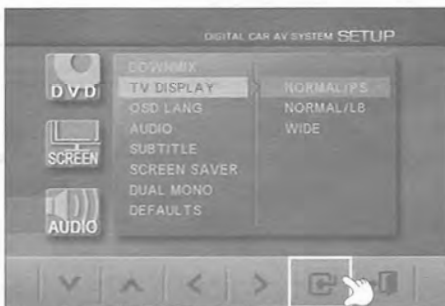 DIGITAL CAR AV SYSTEM SETUP
DVD
SCREEN
AUDIO
DOWNMIX
TV DISPLAY
OSD LANG
AUDIO
SUBTITLE
SCREEN SAVER
DUAL MONO
DEFAULTS
NORMAL/PS
NORMAL/LB
WIDE